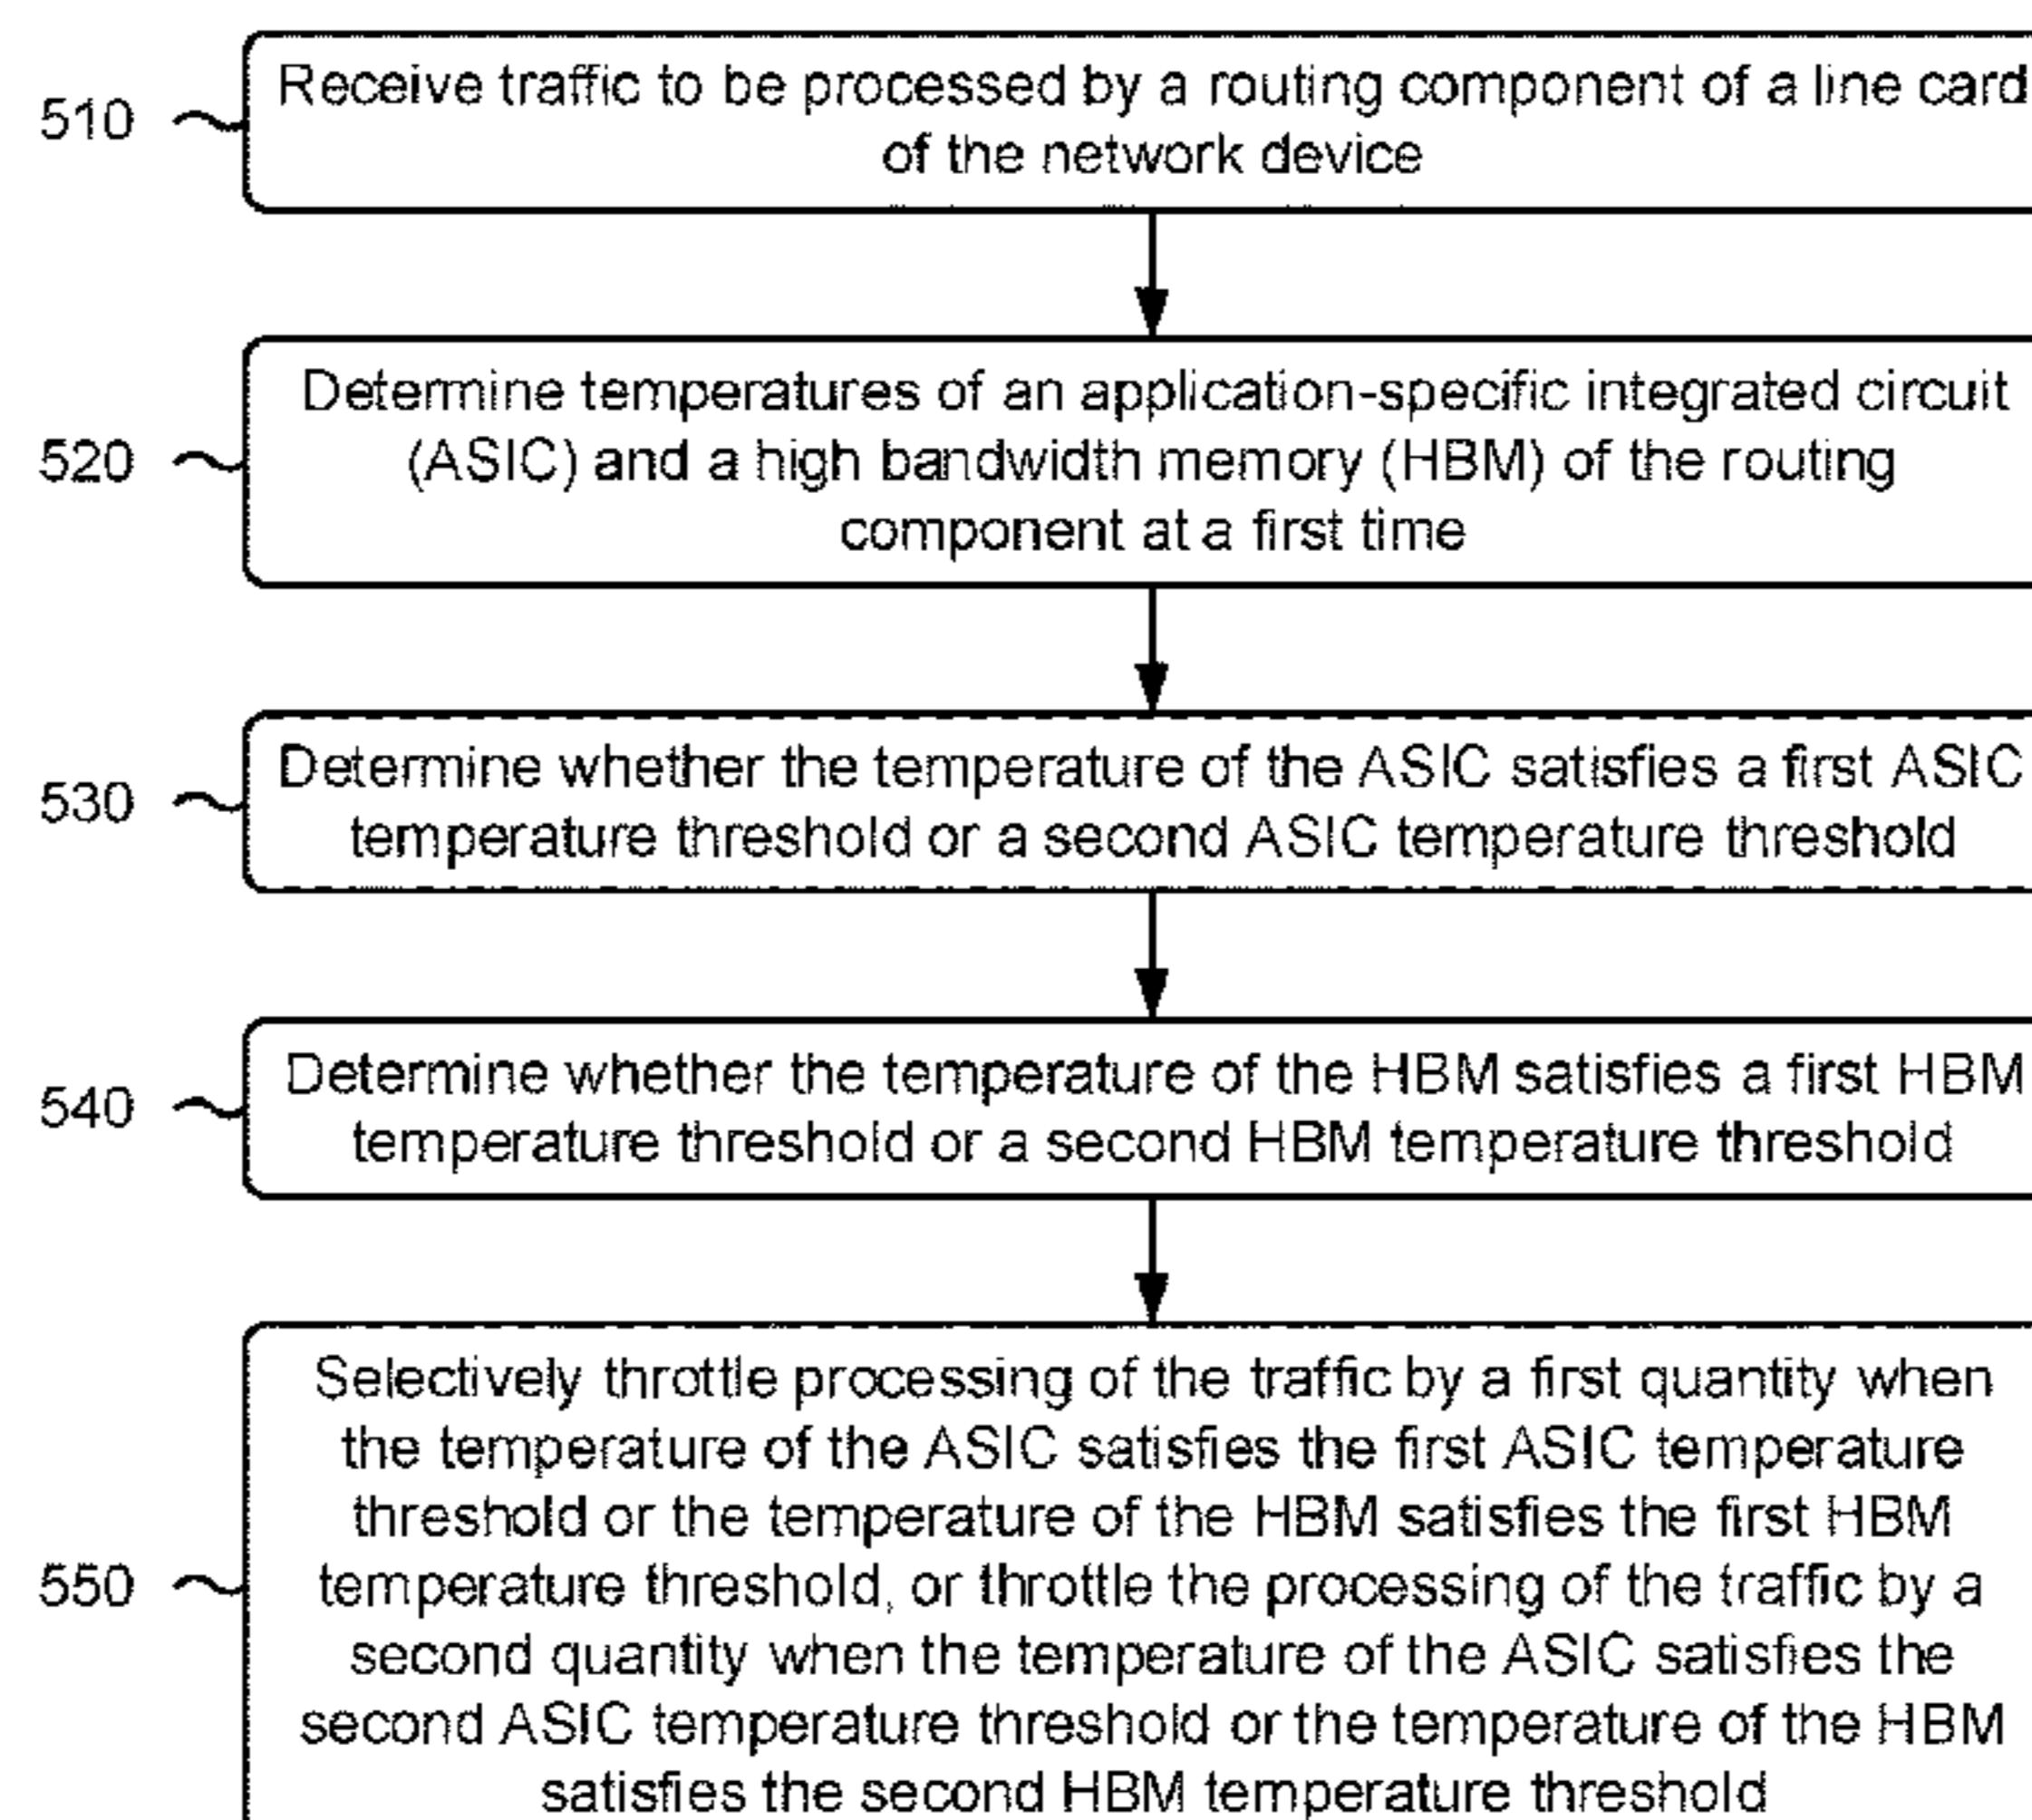 510
Receive traffic to be processed by a routing component of a line card
of the network device
520
Determine temperatures of an application-specific integrated circuit
(ASIC) and a high bandwidth memory (HBM) of the routing
component at a first time
530
Determine whether the temperature of the ASIC satisfies a first ASIC
temperature threshold or a second ASIC temperature threshold
540
Determine whether the temperature of the HBM satisfies a first HBM
temperature threshold or a second HBM temperature threshold
550
Selectively throttle processing of the traffic by a first quantity when
the temperature of the ASIC satisfies the first ASIC temperature
threshold or the temperature of the HBM satisfies the first HBM
temperature threshold, or throttle the processing of the traffic by a
second quantity when the temperature of the ASIC satisfies the
second ASIC temperature threshold or the temperature of the HBM
satisfies the second HBM temperature threshold